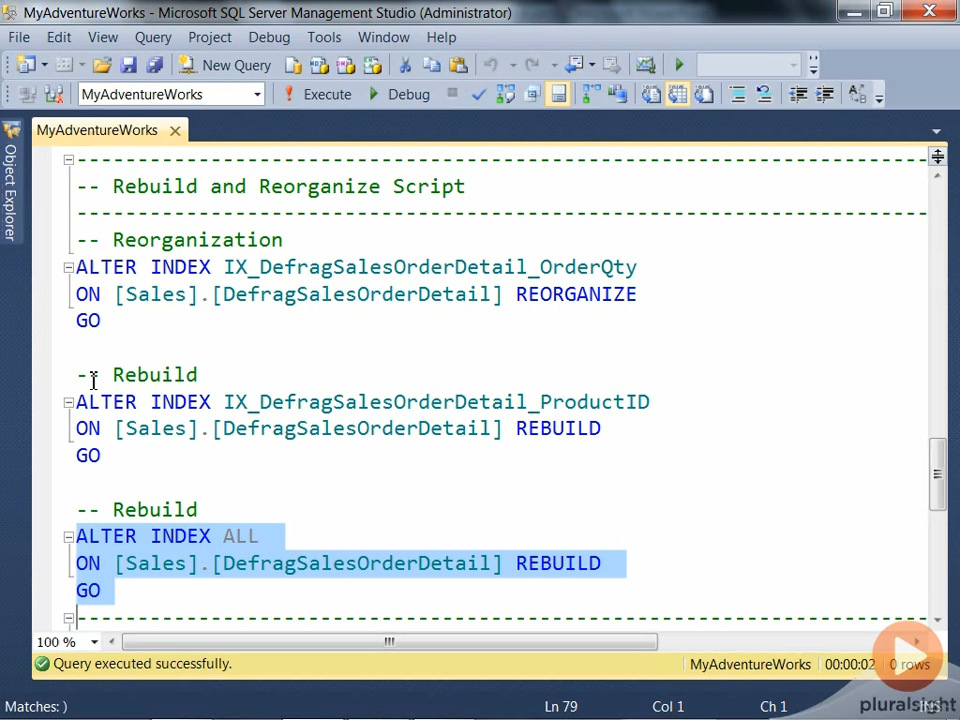 MyAdventureWorks - Microsoft SQL Server Management Studio (Administrator)
File Edit View Query Project Debug Tools Window Help
New Query
MyAdventureWorks Execute Debug
MyAdventureWorks
Object Explorer
-- Rebuild and Reorganize Script
-- Reorganization
ALTER INDEX IX_DefragSalesOrderDetail_OrderQty
ON [Sales].[DefragSalesOrderDetail] REORGANIZE
GO
-- Rebuild
ALTER INDEX IX_DefragSalesOrderDetail_ProductID
ON [Sales].[DefragSalesOrderDetail] REBUILD
GO
-- Rebuild
ALTER INDEX ALL
ON [Sales].[DefragSalesOrderDetail] REBUILD
GO
100 %
Query executed successfully. MyAdventureWorks 00:00:02 0 rows
Matches: ) Ln 79 Col 1 Ch 1 INS
pluralsight